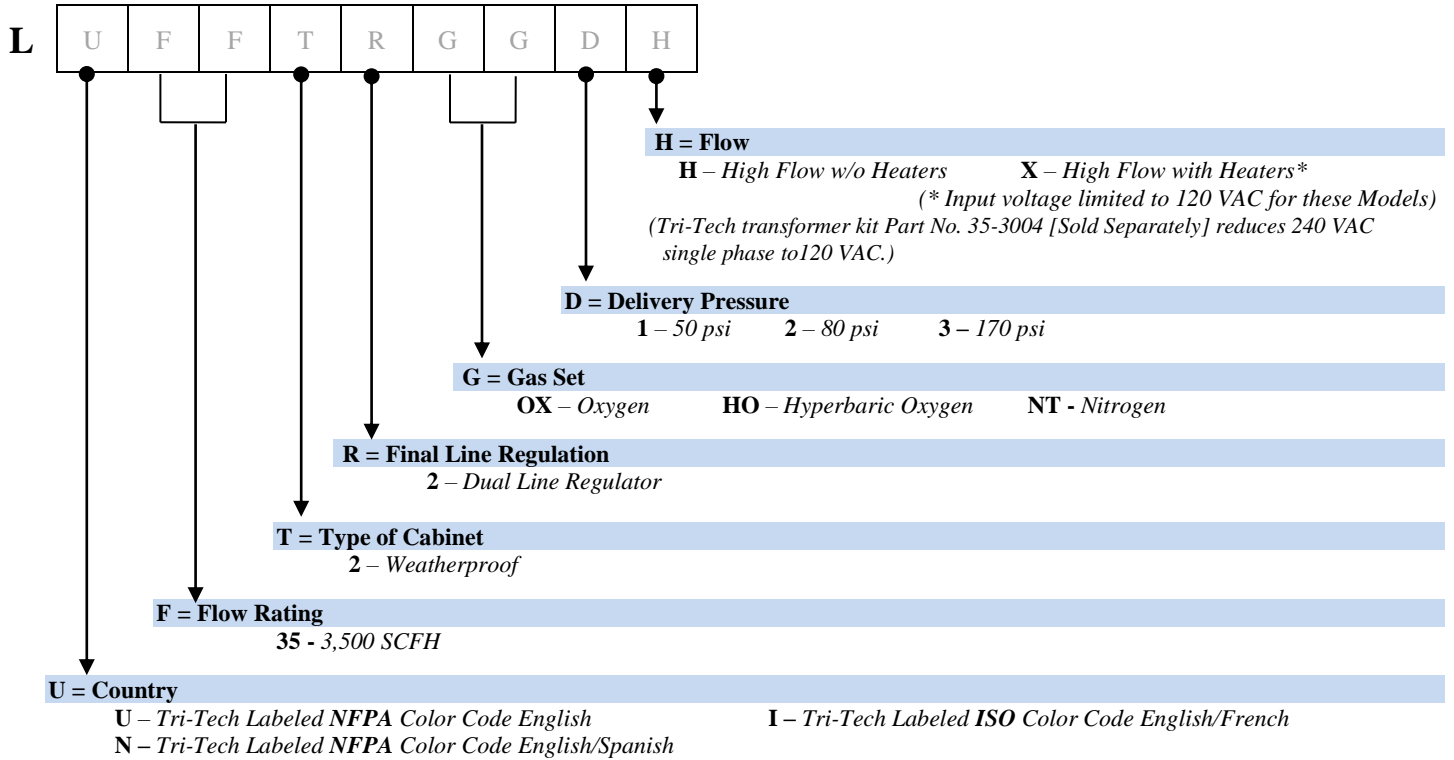 L U F F T R G G D H
H = Flow
H – High Flow w/o Heaters X – High Flow with Heaters*
(* Input voltage limited to 120 VAC for these Models)
(Tri-Tech transformer kit Part No. 35-3004 [Sold Separately] reduces 240 VAC
single phase to120 VAC.)
D = Delivery Pressure
1 – 50 psi 2 – 80 psi 3 – 170 psi
G = Gas Set
OX – Oxygen HO – Hyperbaric Oxygen NT - Nitrogen
R = Final Line Regulation
2 – Dual Line Regulator
T = Type of Cabinet
2 – Weatherproof
F = Flow Rating
35 - 3,500 SCFH
U = Country
U – Tri-Tech Labeled NFPA Color Code English I – Tri-Tech Labeled ISO Color Code English/French
N – Tri-Tech Labeled NFPA Color Code English/Spanish